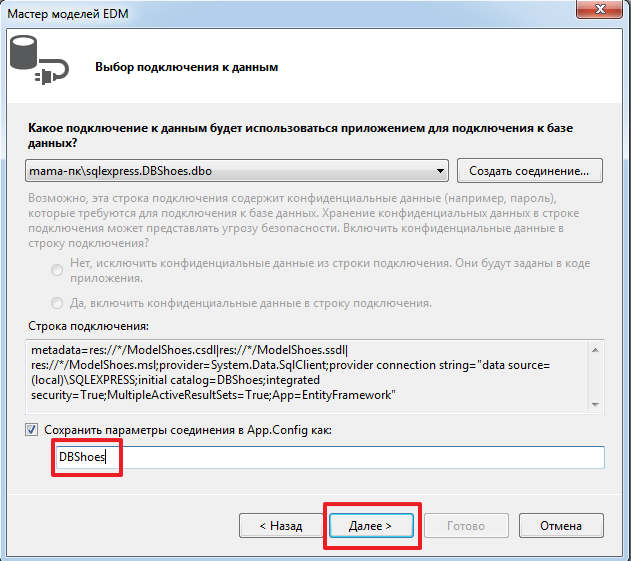 Мастер моделей EDM
Выбор подключения к данным
Какое подключение к данным будет использоваться приложением для подключения к базе
данных?
mama-пк\sqlexpress.DBShoes.dbo
Создать соединение...
Возможно, эта строка подключения содержит конфиденциальные данные (например, пароль),
которые требуются для подключения к базе данных. Хранение конфиденциальных данных в строке
подключения может представлять угрозу безопасности. Включить конфиденциальные данные в
строку подключения?
Нет, исключить конфиденциальные данные из строки подключения. Они будут заданы в коде
приложения.
Да, включить конфиденциальные данные в строку подключения.
Строка подключения:
metadata=res://*/ModelShoes.csdl|res://*/ModelShoes.ssdl|
res://*/ModelShoes.msl;provider=System.Data.SqlClient;provider connection string="data source=
(local)\SQLEXPRESS;initial catalog=DBShoes;integrated
security=True;MultipleActiveResultSets=True;App=EntityFramework"
Сохранить параметры соединения в App.Config как:
DBShoes
< Назад
Далее >
Готово
Отмена